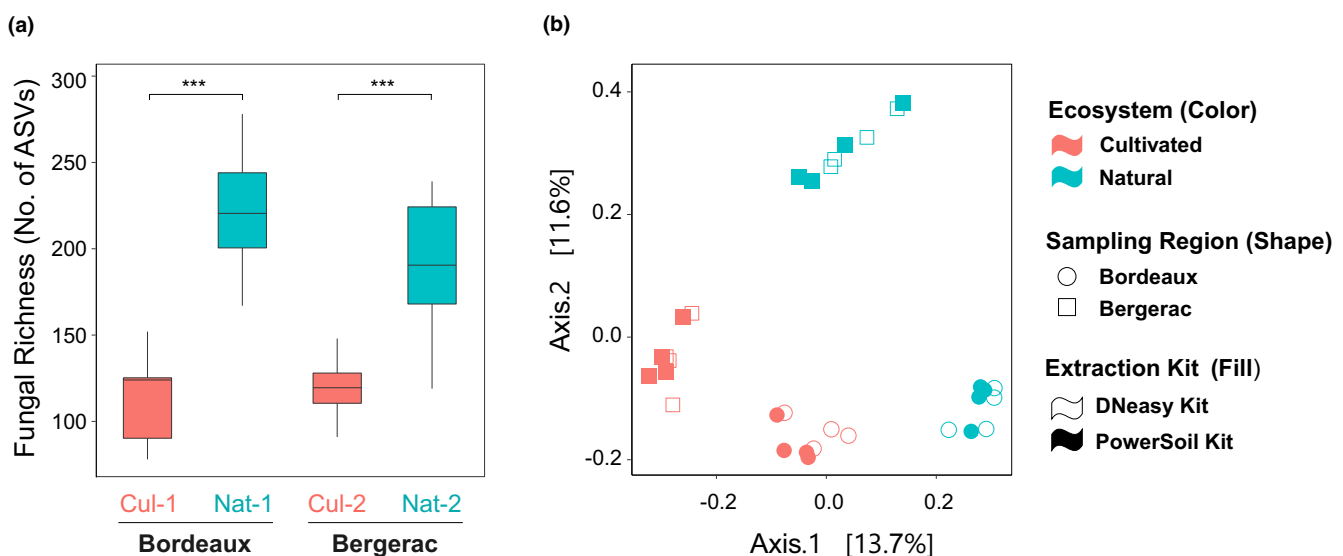 (a)
Fungal Richness (No. of ASVs)
300
250
200
150
100
***
***
Cul-1 Nat-1 Cul-2 Nat-2
Bordeaux Bergerac
(b)
Axis.2 [11.6%]
0.4
0.2
0.0
-0.2
-0.2 0.0 0.2
Axis.1 [13.7%]
Ecosystem (Color)
Cultivated
Natural
Sampling Region (Shape)
Bordeaux
Bergerac
Extraction Kit (Fill)
DNeasy Kit
PowerSoil Kit